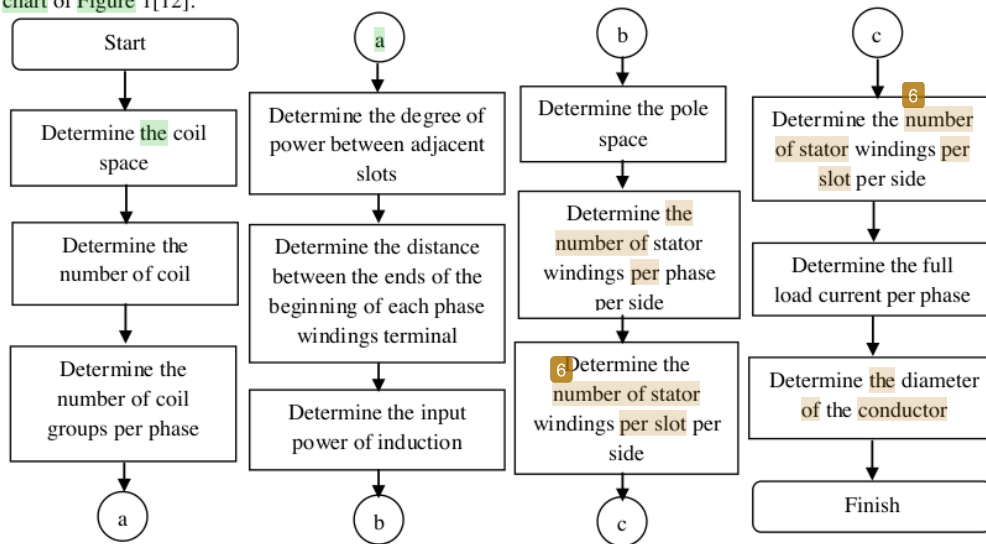 chart of Figure 1[12].
Start
Determine the coil
space
Determine the
number of coil
Determine the
number of coil
groups per phase
a
a
Determine the degree of
power between adjacent
slots
Determine the distance
between the ends of the
beginning of each phase
windings terminal
Determine the input
power of induction
b
b
Determine the pole
space
Determine the
number of stator
windings per phase
per side
6
Determine the
number of stator
windings per slot per
side
c
c
6
Determine the number
of stator windings per
slot per side
Determine the full
load current per phase
Determine the diameter
of the conductor
Finish